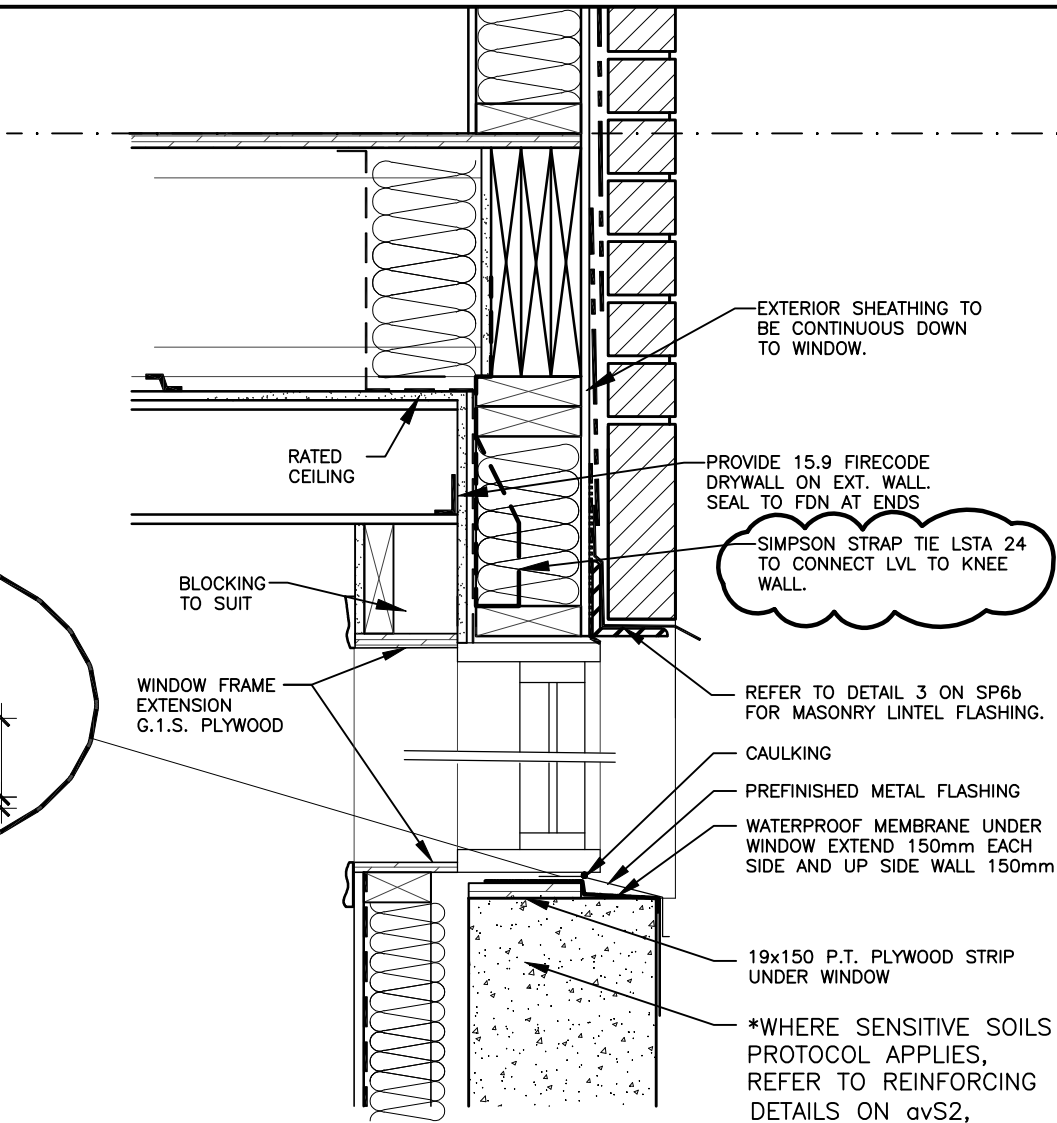 EXTERIOR SHEATHING TO
BE CONTINUOUS DOWN
TO WINDOW.
RATED
CEILING
PROVIDE 15.9 FIRECODE
DRYWALL ON EXT. WALL.
SEAL TO FDN AT ENDS
SIMPSON STRAP TIE LSTA 24
TO CONNECT LVL TO KNEE
WALL.
BLOCKING
TO SUIT
WINDOW FRAME
EXTENSION
G.1.S. PLYWOOD
REFER TO DETAIL 3 ON SP6b
FOR MASONRY LINTEL FLASHING.
CAULKING
PREFINISHED METAL FLASHING
WATERPROOF MEMBRANE UNDER
WINDOW EXTEND 150mm EACH
SIDE AND UP SIDE WALL 150mm
19x150 P.T. PLYWOOD STRIP
UNDER WINDOW
*WHERE SENSITIVE SOILS
PROTOCOL APPLIES,
REFER TO REINFORCING
DETAILS ON avS2,